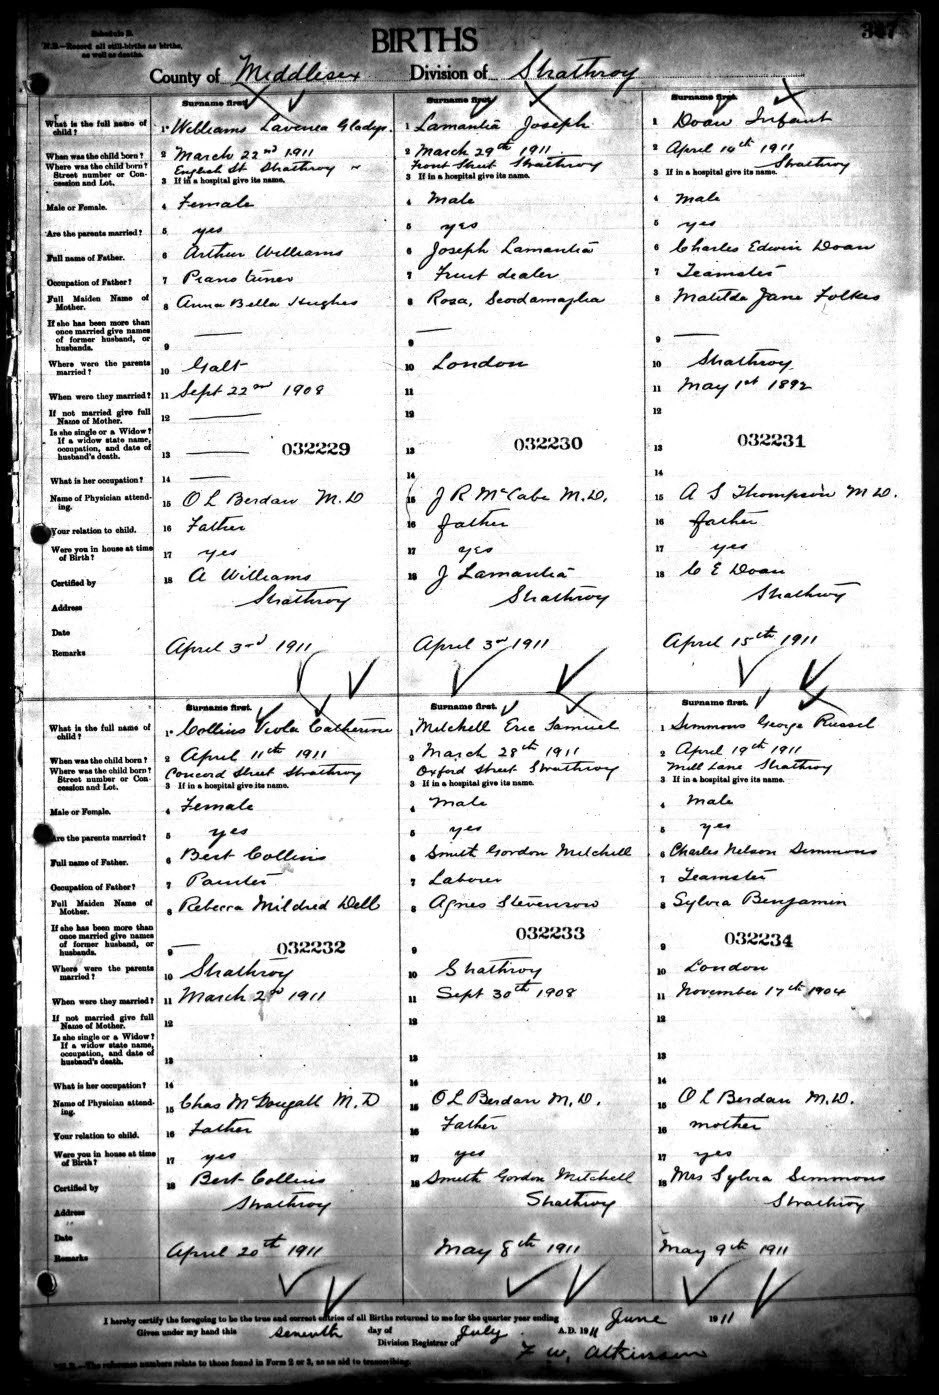 Schedule B.
N.B.—Record all still-births as births,
as well as deaths.
BIRTHS
347
County of Middlesex Division of Strathroy
Surname first.
What is the full name of child? 1 Williams Lavenea Gladys.
When was the child born? 2 March 22nd 1911
Where was the child born? Street number or Concession and Lot. English St Strathroy
3 If in a hospital give its name.
Male or Female. 4 Female
Are the parents married? 5 yes
Full name of Father. 6 Arthur Williams
Occupation of Father? 7 Piano tuner
Full Maiden Name of Mother. 8 Anna Bella Hughes
If she has been more than once married give names of former husband, or husbands. 9 —
Where were the parents married? 10 Galt
When were they married? 11 Sept 22nd 1908
If not married give full Name of Mother. 12 —
Is she single or a Widow? If a widow state name, occupation, and date of husband's death. 13 — 032229
What is her occupation? 14 —
Name of Physician attending. 15 O L Berdan M.D
Your relation to child. 16 Father
Were you in house at time of Birth? 17 yes
Certified by 18 A Williams
Address Strathroy
Date
Remarks April 3rd 1911
Surname first.
1 Lamantia Joseph
2 March 29th 1911
Front Street Strathroy
3 If in a hospital give its name.
4 Male
5 yes
6 Joseph Lamantia
7 Fruit dealer
8 Rosa, Scordamaglia
9 —
10 London
11
12
13 032230
14
15 J R McCabe M.D.
16 father
17 yes
18 J Lamantia
Strathroy
April 3rd 1911
Surname first.
1 Doan Infant
2 April 14th 1911
Strathroy
3 If in a hospital give its name.
4 Male
5 yes
6 Charles Edwin Doan
7 Teamster
8 Matilda Jane Folkes
9 —
10 Strathroy
11 May 1st 1892
12
13 032231
14
15 A S Thompson M D.
16 father
17 yes
18 C E Doan
Strathroy
April 15th 1911
Surname first.
What is the full name of child? 1 Collins Viola Catherine
When was the child born? 2 April 11th 1911
Where was the child born? Street number or Concession and Lot. Concord Street Strathroy
3 If in a hospital give its name.
Male or Female. 4 Female
Are the parents married? 5 yes
Full name of Father. 6 Bert Collins
Occupation of Father? 7 Painter
Full Maiden Name of Mother. 8 Rebecca Mildred Dell
If she has been more than once married give names of former husband, or husbands. 9 — 032232
Where were the parents married? 10 Strathroy
When were they married? 11 March 2nd 1911
If not married give full Name of Mother. 12
Is she single or a Widow? If a widow state name, occupation, and date of husband's death. 13
What is her occupation? 14
Name of Physician attending. 15 Chas McDougall M.D
Your relation to child. 16 Father
Were you in house at time of Birth? 17 yes
Certified by 18 Bert Collins
Address Strathroy
Date
Remarks April 20th 1911
Surname first.
1 Mitchell Eric Samuel
2 March 28th 1911
Oxford Street Strathroy
3 If in a hospital give its name.
4 Male
5 yes
6 Smith Gordon Mitchell
7 Laborer
8 Agnes Stevenson
9 032233
10 Strathroy
11 Sept 30th 1908
12
13
14
15 O L Berdan M.D.
16 Father
17 yes
18 Smith Gordon Mitchell
Strathroy
May 8th 1911
Surname first.
1 Simmons George Russel
2 April 19th 1911
Mill Lane Strathroy
3 If in a hospital give its name.
4 Male
5 yes
6 Charles Nelson Simmons
7 Teamster
8 Sylvia Benjamin
9 032234
10 London
11 November 17th 1904
12
13
14
15 O L Berdan M.D.
16 mother
17 yes
18 Mrs Sylvia Simmons
Strathroy
May 9th 1911
I hereby certify the foregoing to be the true and correct entries of all Births returned to me for the quarter year ending June 1911
Given under my hand this seventh day of July A.D. 1911
Division Registrar of
F W. Atkinson
N.B.—The reference numbers relate to those found in Form 2 or 3, as an aid to transcribing.